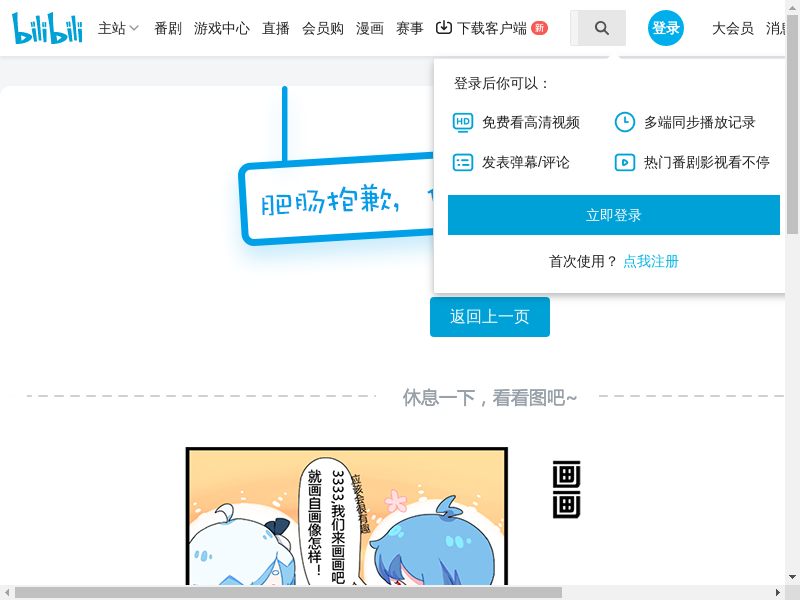 bilibili
主站 番剧 游戏中心 直播 会员购 漫画 赛事 下载客户端 新 登录 大会员
登录后你可以：
免费看高清视频 多端同步播放记录
发表弹幕/评论 热门番剧影视看不停
立即登录
首次使用？ 点我注册
肥肠抱歉，
返回上一页
休息一下，看看图吧~
画画
3333,我们来画画吧
就画自画像怎样！
应该会很有趣